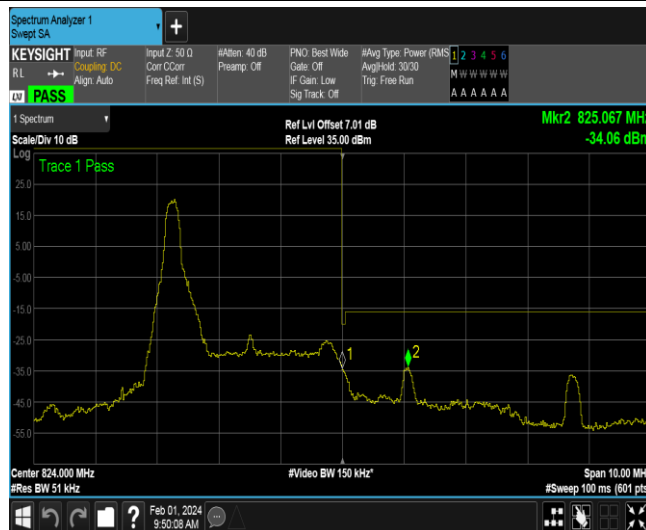 Spectrum Analyzer 1
Swept SA
+
KEYSIGHT
RL
LXI
PASS
Input: RF
Coupling: DC
Align: Auto
Input Z: 50 Ω
Corr CCorr
Freq Ref: Int (S)
#Atten: 40 dB
Preamp: Off
PNO: Best Wide
Gate: Off
IF Gain: Low
Sig Track: Off
#Avg Type: Power (RMS
Avg|Hold: 30/30
Trig: Free Run
1 2 3 4 5 6
M W W W W W
A A A A A A
1 Spectrum
Scale/Div 10 dB
Ref Lvl Offset 7.01 dB
Ref Level 35.00 dBm
Mkr2 825.067 MHz
-34.06 dBm
Log
Trace 1 Pass
25.0
15.0
5.00
-5.00
-15.0
-25.0
-35.0
-45.0
-55.0
1
2
Center 824.000 MHz
#Res BW 51 kHz
#Video BW 150 kHz*
Span 10.00 MH
#Sweep 100 ms (601 pts
?
Feb 01, 2024
9:50:08 AM